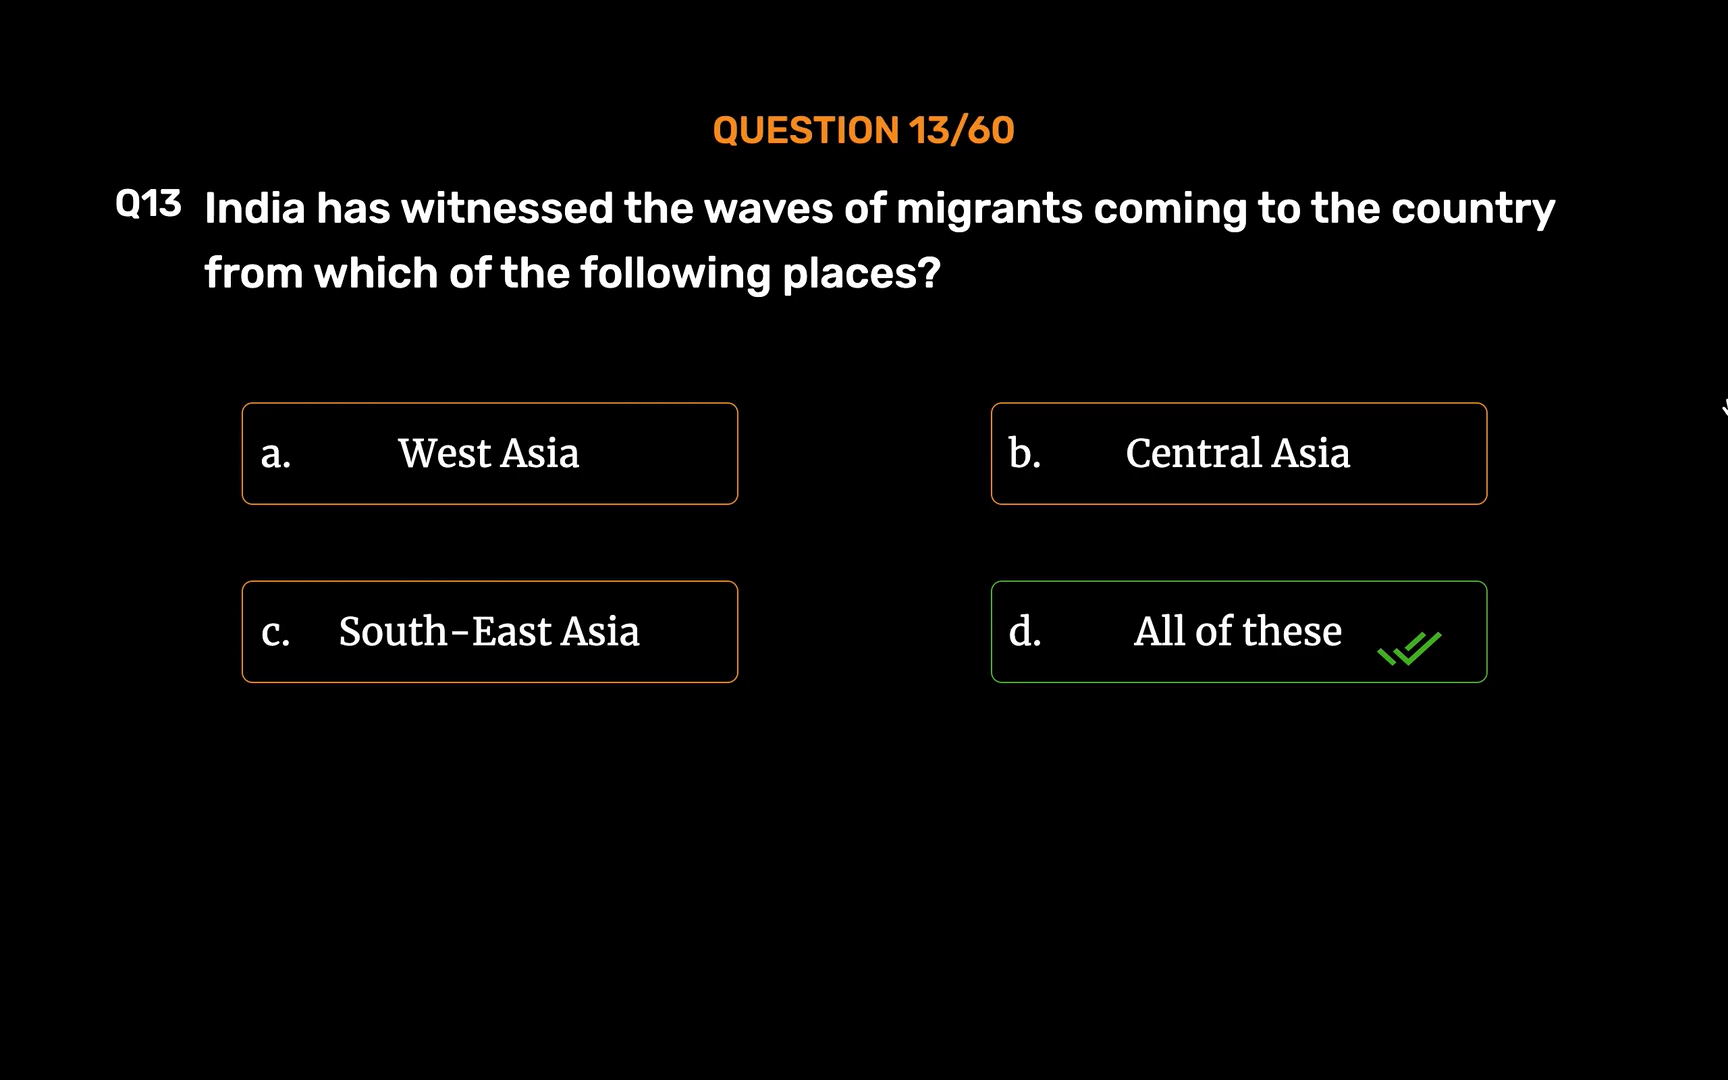 QUESTION 13/60
Q13 India has witnessed the waves of migrants coming to the country
from which of the following places?
a. West Asia
b. Central Asia
c. South-East Asia
d. All of these